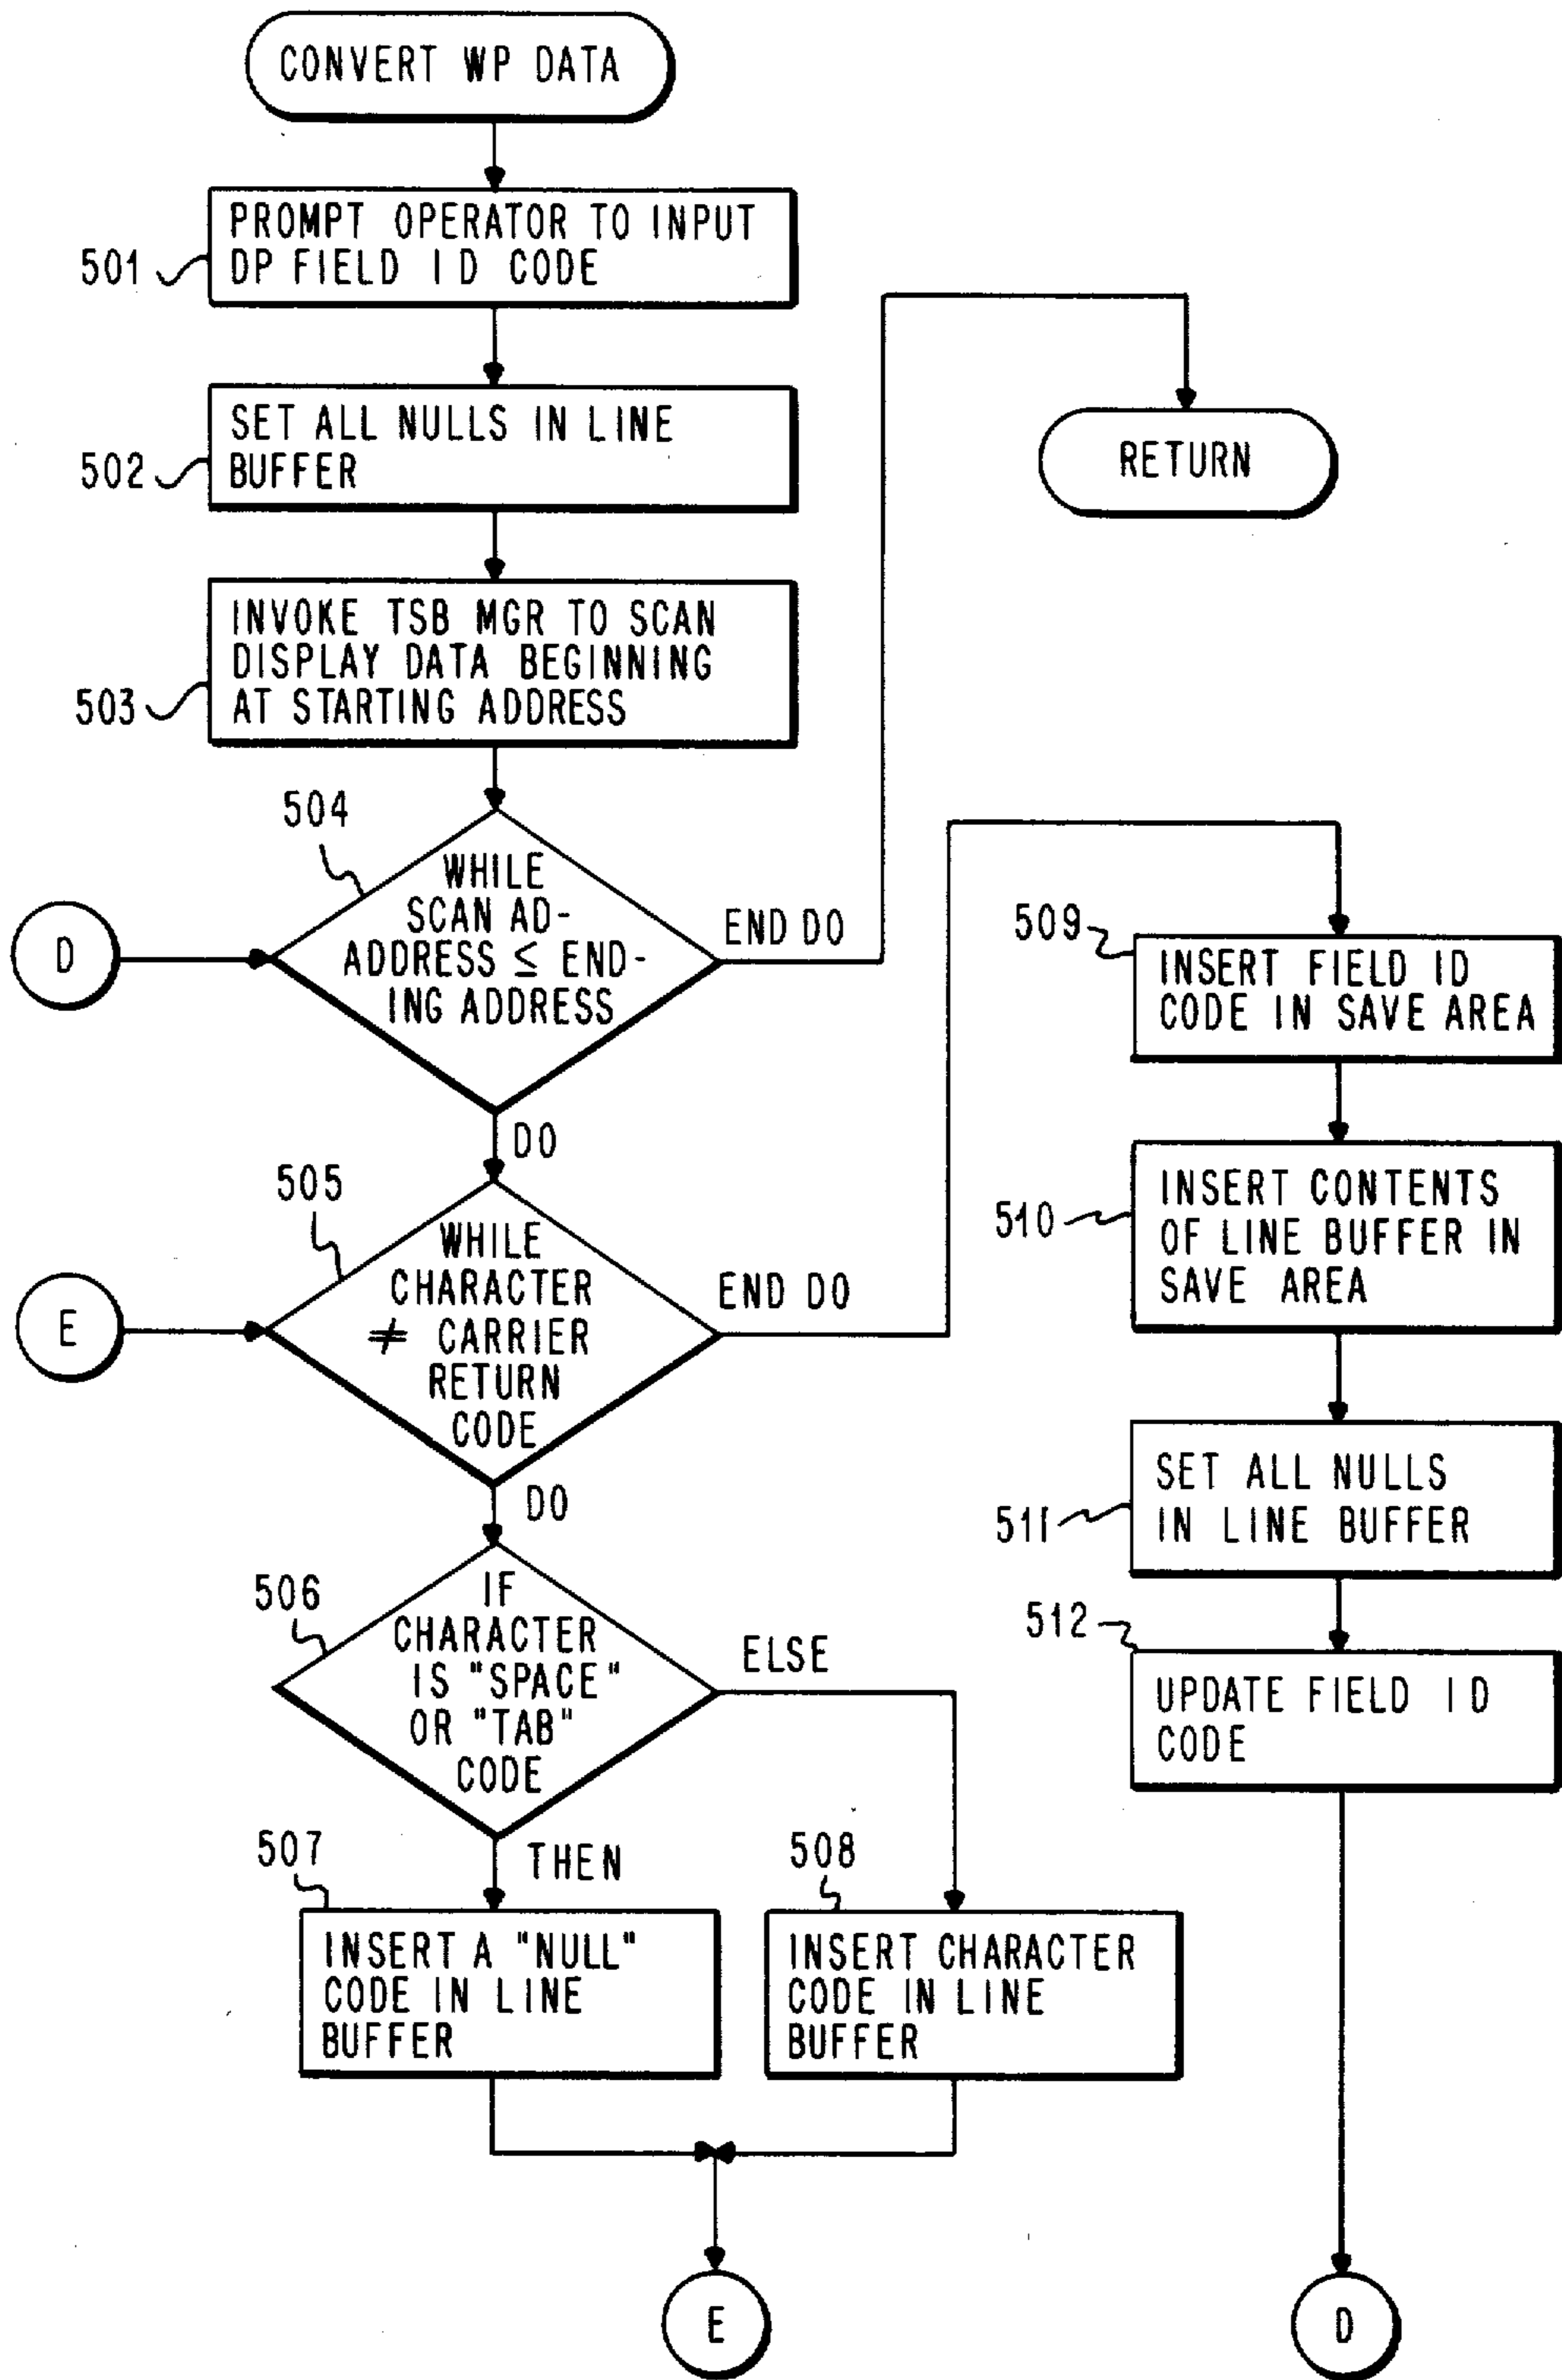 CONVERT WP DATA
501
PROMPT OPERATOR TO INPUT
DP FIELD ID CODE
502
SET ALL NULLS IN LINE
BUFFER
RETURN
503
INVOKE TSB MGR TO SCAN
DISPLAY DATA BEGINNING
AT STARTING ADDRESS
504
D
WHILE
SCAN AD-
ADDRESS ≤ END-
ING ADDRESS
END DO
DO
505
E
WHILE
CHARACTER
≠ CARRIER
RETURN
CODE
END DO
DO
506
IF
CHARACTER
IS "SPACE"
OR "TAB"
CODE
ELSE
THEN
507
INSERT A "NULL"
CODE IN LINE
BUFFER
508
INSERT CHARACTER
CODE IN LINE
BUFFER
E
509
INSERT FIELD ID
CODE IN SAVE AREA
510
INSERT CONTENTS
OF LINE BUFFER IN
SAVE AREA
511
SET ALL NULLS
IN LINE BUFFER
512
UPDATE FIELD ID
CODE
D